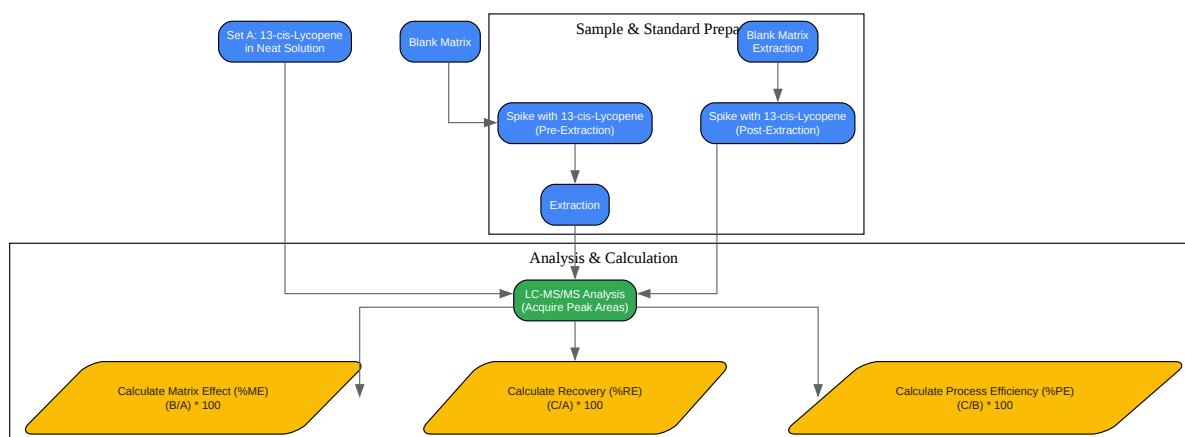 Set A: 13-cis-Lycopene
in Neat Solution
Blank Matrix
Sample & Standard Prepa
Blank Matrix
Extraction
Spike with 13-cis-Lycopene
(Pre-Extraction)
Spike with 13-cis-Lycopene
(Post-Extraction)
Extraction
Analysis & Calculation
LC-MS/MS Analysis
(Acquire Peak Areas)
Calculate Matrix Effect (%ME)
(B/A) * 100
Calculate Recovery (%RE)
(C/A) * 100
Calculate Process Efficiency (%PE)
(C/B) * 100